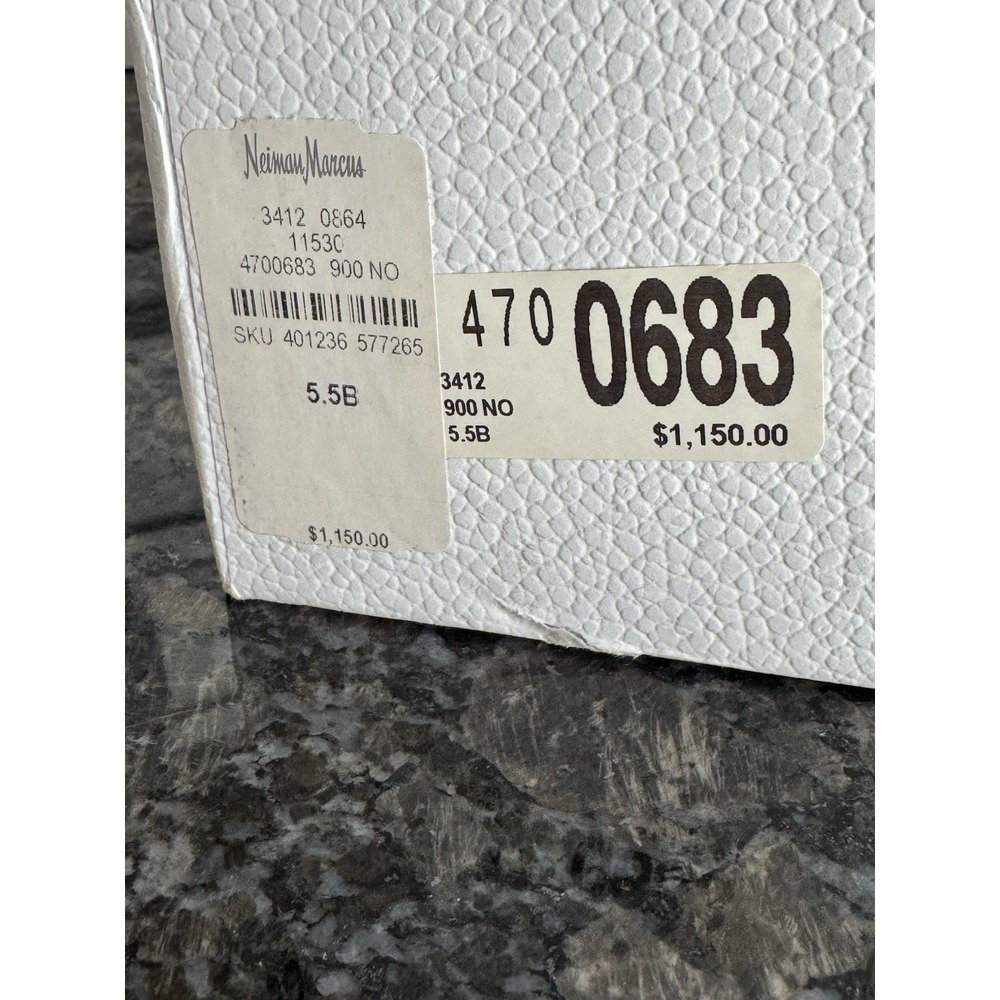 Neiman Marcus
3412 0864
11530
4700683 900 NO
SKU 401236 577265
5.5B
$1,150.00
470 0683
3412
900 NO
5.5B
$1,150.00